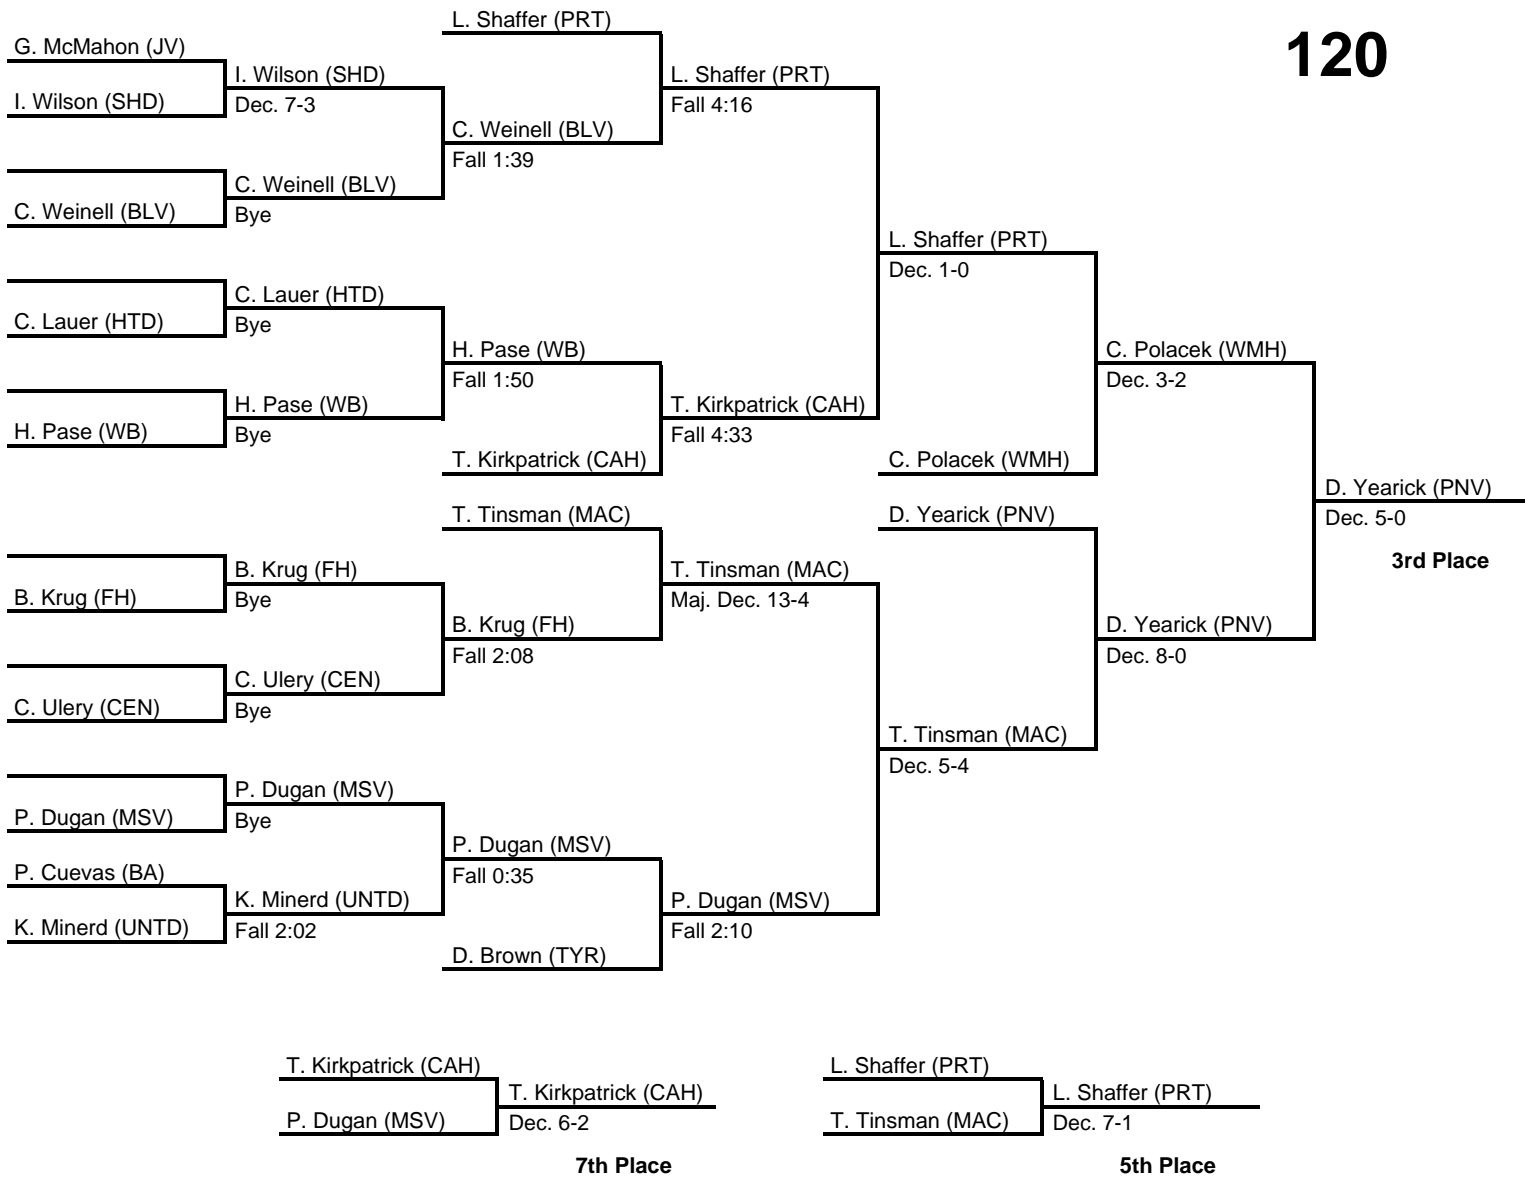 120
L. Shaffer (PRT)
G. McMahon (JV)
I. Wilson (SHD)
I. Wilson (SHD)
Dec. 7-3
L. Shaffer (PRT)
Fall 4:16
C. Weinell (BLV)
Fall 1:39
C. Weinell (BLV)
C. Weinell (BLV)
Bye
L. Shaffer (PRT)
Dec. 1-0
C. Lauer (HTD)
C. Lauer (HTD)
Bye
H. Pase (WB)
Fall 1:50
C. Polacek (WMH)
Dec. 3-2
H. Pase (WB)
H. Pase (WB)
Bye
T. Kirkpatrick (CAH)
Fall 4:33
T. Kirkpatrick (CAH)
C. Polacek (WMH)
D. Yearick (PNV)
Dec. 5-0
3rd Place
T. Tinsman (MAC)
D. Yearick (PNV)
B. Krug (FH)
B. Krug (FH)
Bye
T. Tinsman (MAC)
Maj. Dec. 13-4
B. Krug (FH)
Fall 2:08
D. Yearick (PNV)
Dec. 8-0
C. Ulery (CEN)
C. Ulery (CEN)
Bye
T. Tinsman (MAC)
Dec. 5-4
P. Dugan (MSV)
P. Dugan (MSV)
Bye
P. Dugan (MSV)
Fall 0:35
P. Cuevas (BA)
K. Minerd (UNTD)
K. Minerd (UNTD)
Fall 2:02
P. Dugan (MSV)
Fall 2:10
D. Brown (TYR)
T. Kirkpatrick (CAH)
P. Dugan (MSV)
T. Kirkpatrick (CAH)
Dec. 6-2
7th Place
L. Shaffer (PRT)
T. Tinsman (MAC)
L. Shaffer (PRT)
Dec. 7-1
5th Place